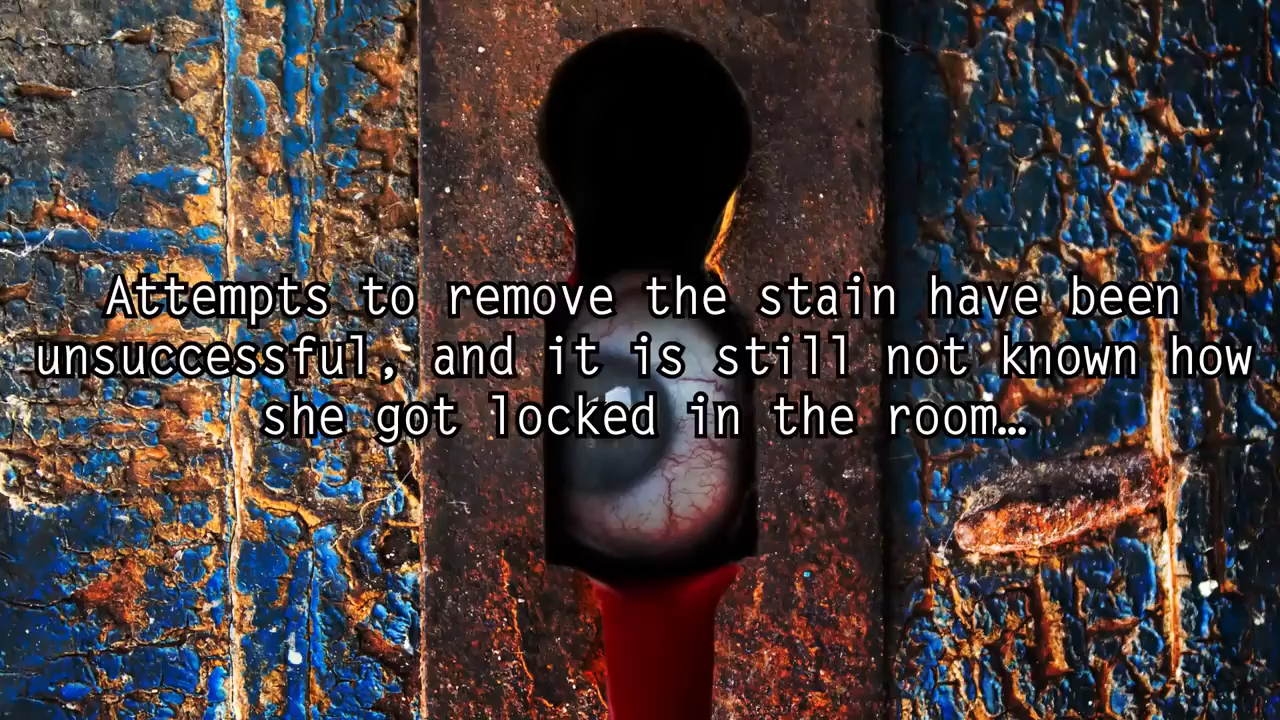 Attempts to remove the stain have been
unsuccessful, and it is still not known how
she got locked in the room…